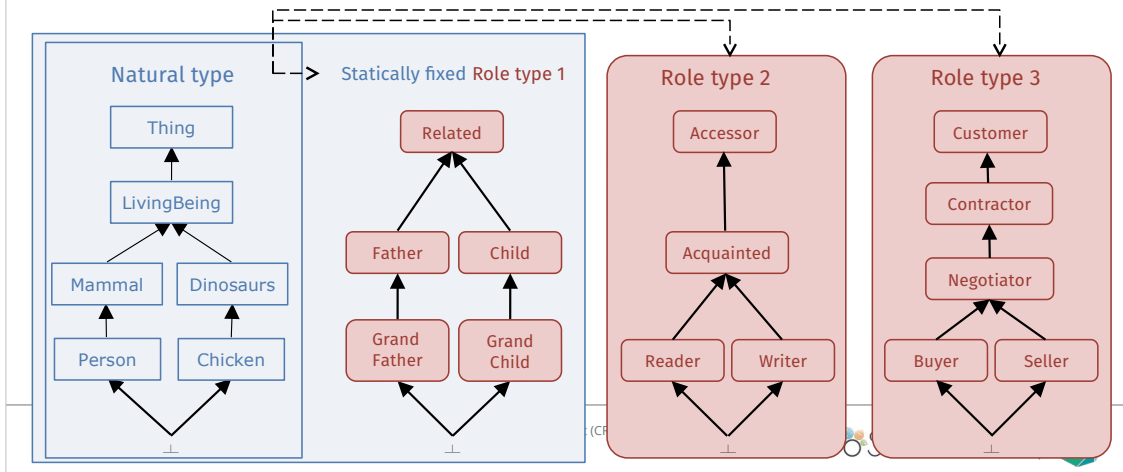 Natural type
Statically fixed Role type 1
Role type 2
Role type 3
Thing
Related
Accessor
Customer
LivingBeing
Contractor
Father
Child
Acquainted
Mammal
Dinosaurs
Negotiator
Person
Chicken
Grand
Father
Grand
Child
Reader
Writer
Buyer
Seller
⊥
⊥
⊥
⊥